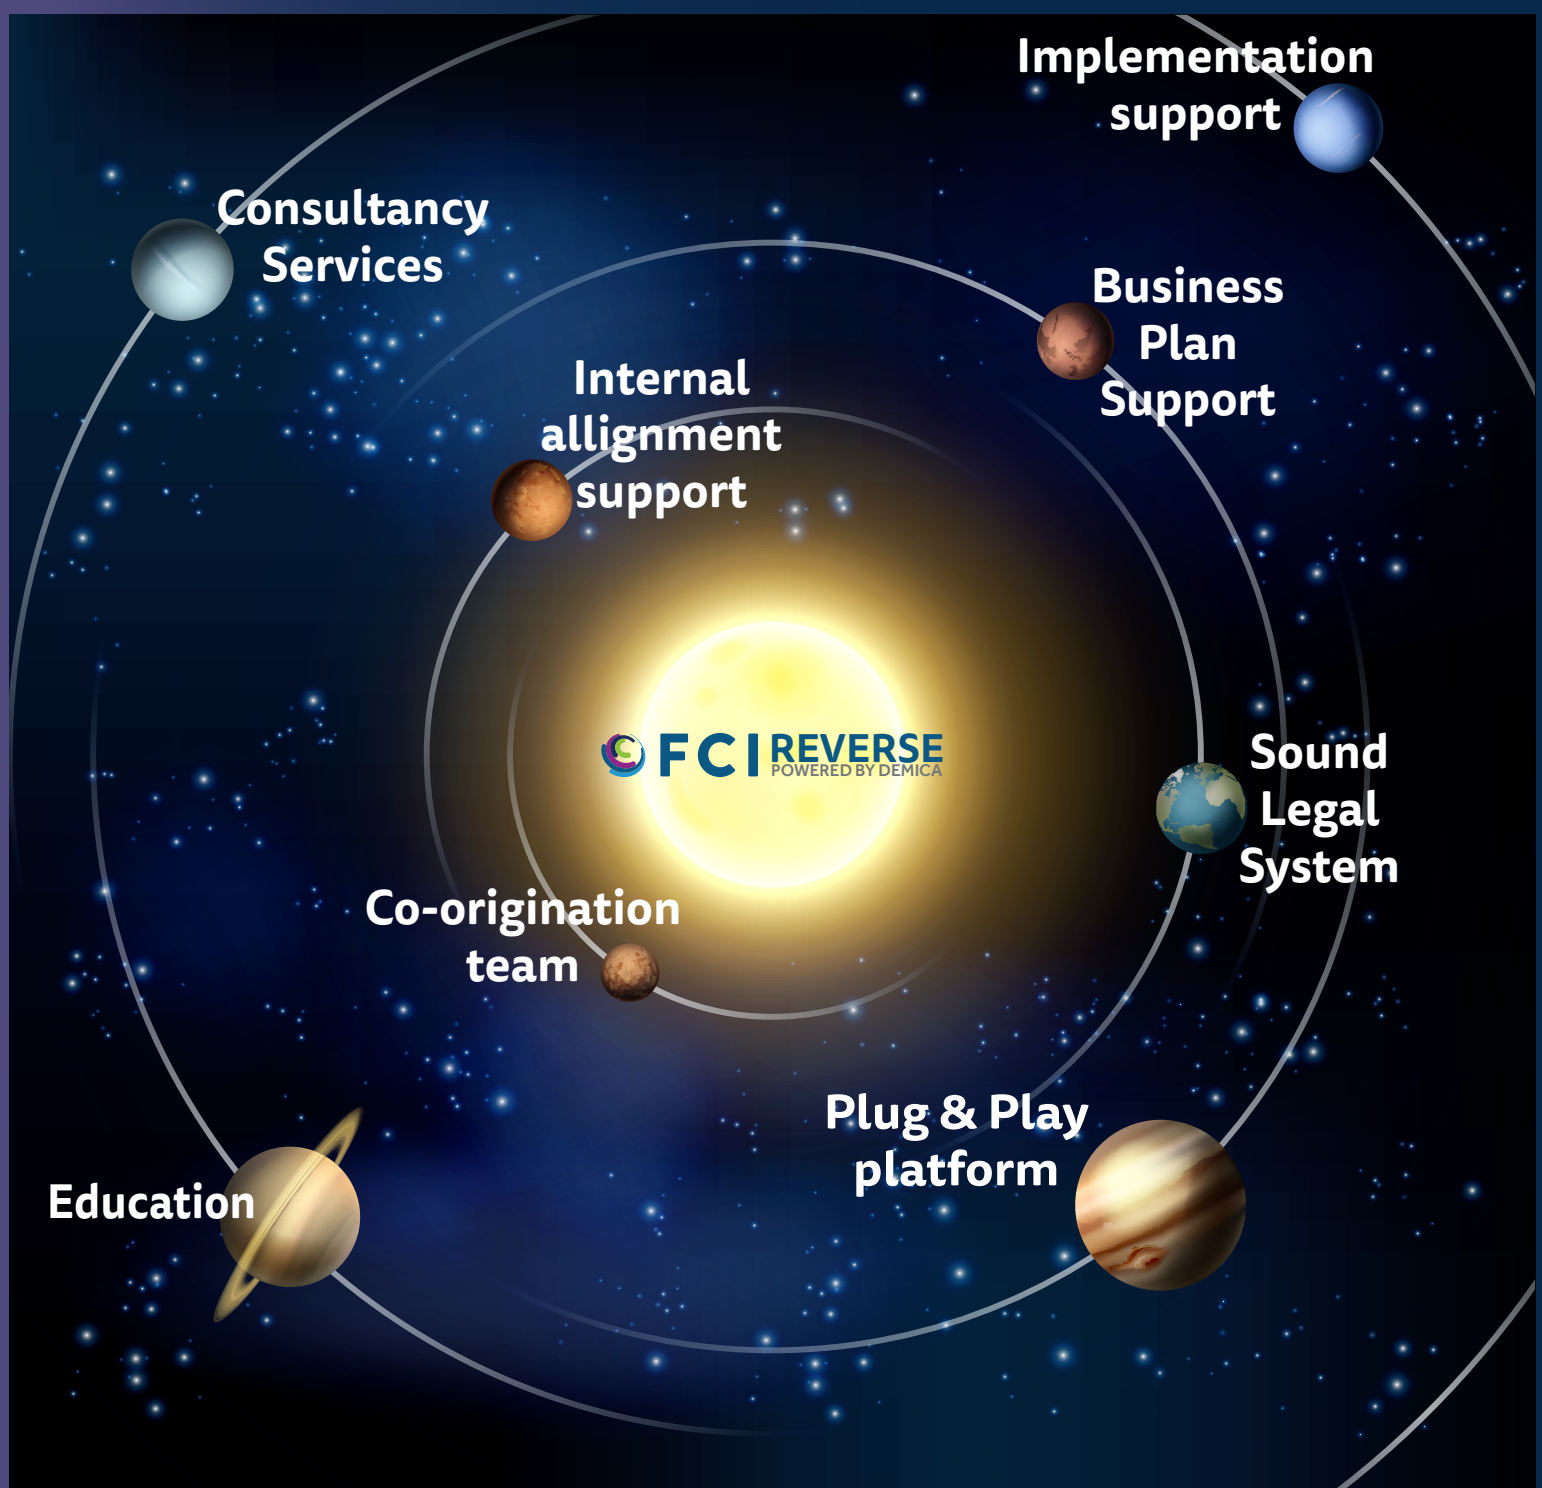 Implementation
support
Consultancy
Services
Business
Plan
Support
Internal
allignment
support
FCI REVERSE
POWERED BY DEMICA
Sound
Legal
System
Co-origination
team
Plug & Play
platform
Education